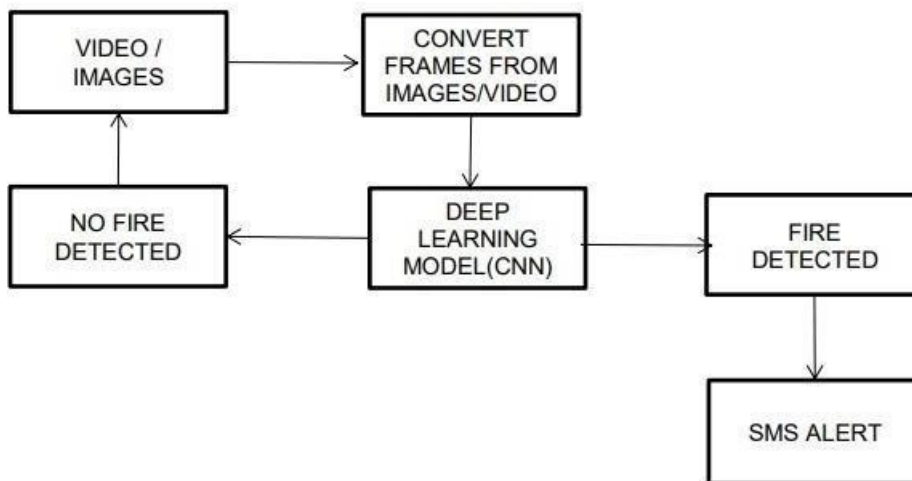 VIDEO /
IMAGES
CONVERT
FRAMES FROM
IMAGES/VIDEO
NO FIRE
DETECTED
DEEP
LEARNING
MODEL(CNN)
FIRE
DETECTED
SMS ALERT